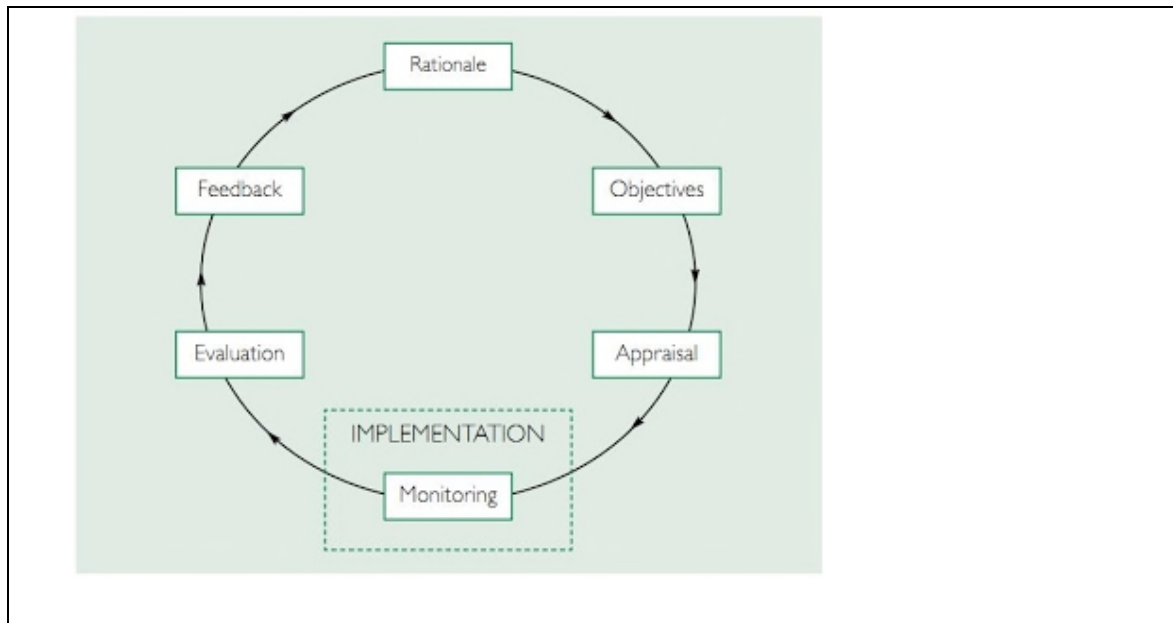 Rationale
Objectives
Appraisal
IMPLEMENTATION
Monitoring
Evaluation
Feedback